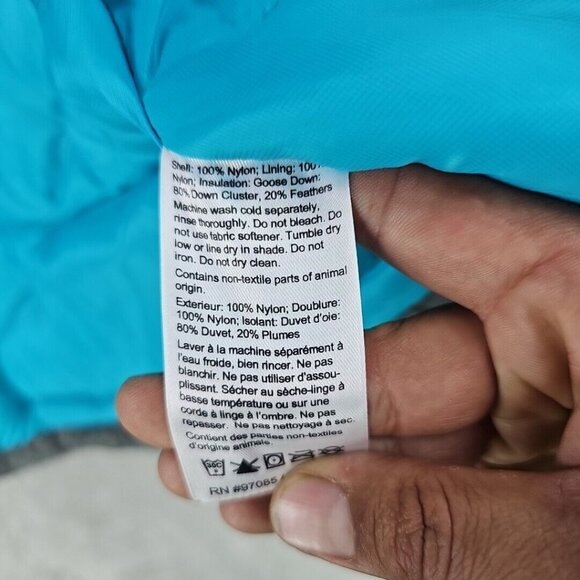 Shell: 100% Nylon; Lining: 100%
Nylon; Insulation: Goose Down:
80% Down Cluster, 20% Feathers
Machine wash cold separately,
rinse thoroughly. Do not bleach. Do
not use fabric softener. Tumble dry
low or line dry in shade. Do not
iron. Do not dry clean.
Contains non-textile parts of animal
origin.
Exterieur: 100% Nylon; Doublure:
100% Nylon; Isolant: Duvet d'oie:
80% Duvet, 20% Plumes
Laver à la machine séparément à
l'eau froide, bien rincer. Ne pas
blanchir. Ne pas utiliser d'assou-
plissant. Sécher au sèche-linge à
basse température ou sur une
corde à linge à l'ombre. Ne pas
repasser. Ne pas nettoyage à sec.
Contient des parties non-textiles
d'origine animale.
RN #97085